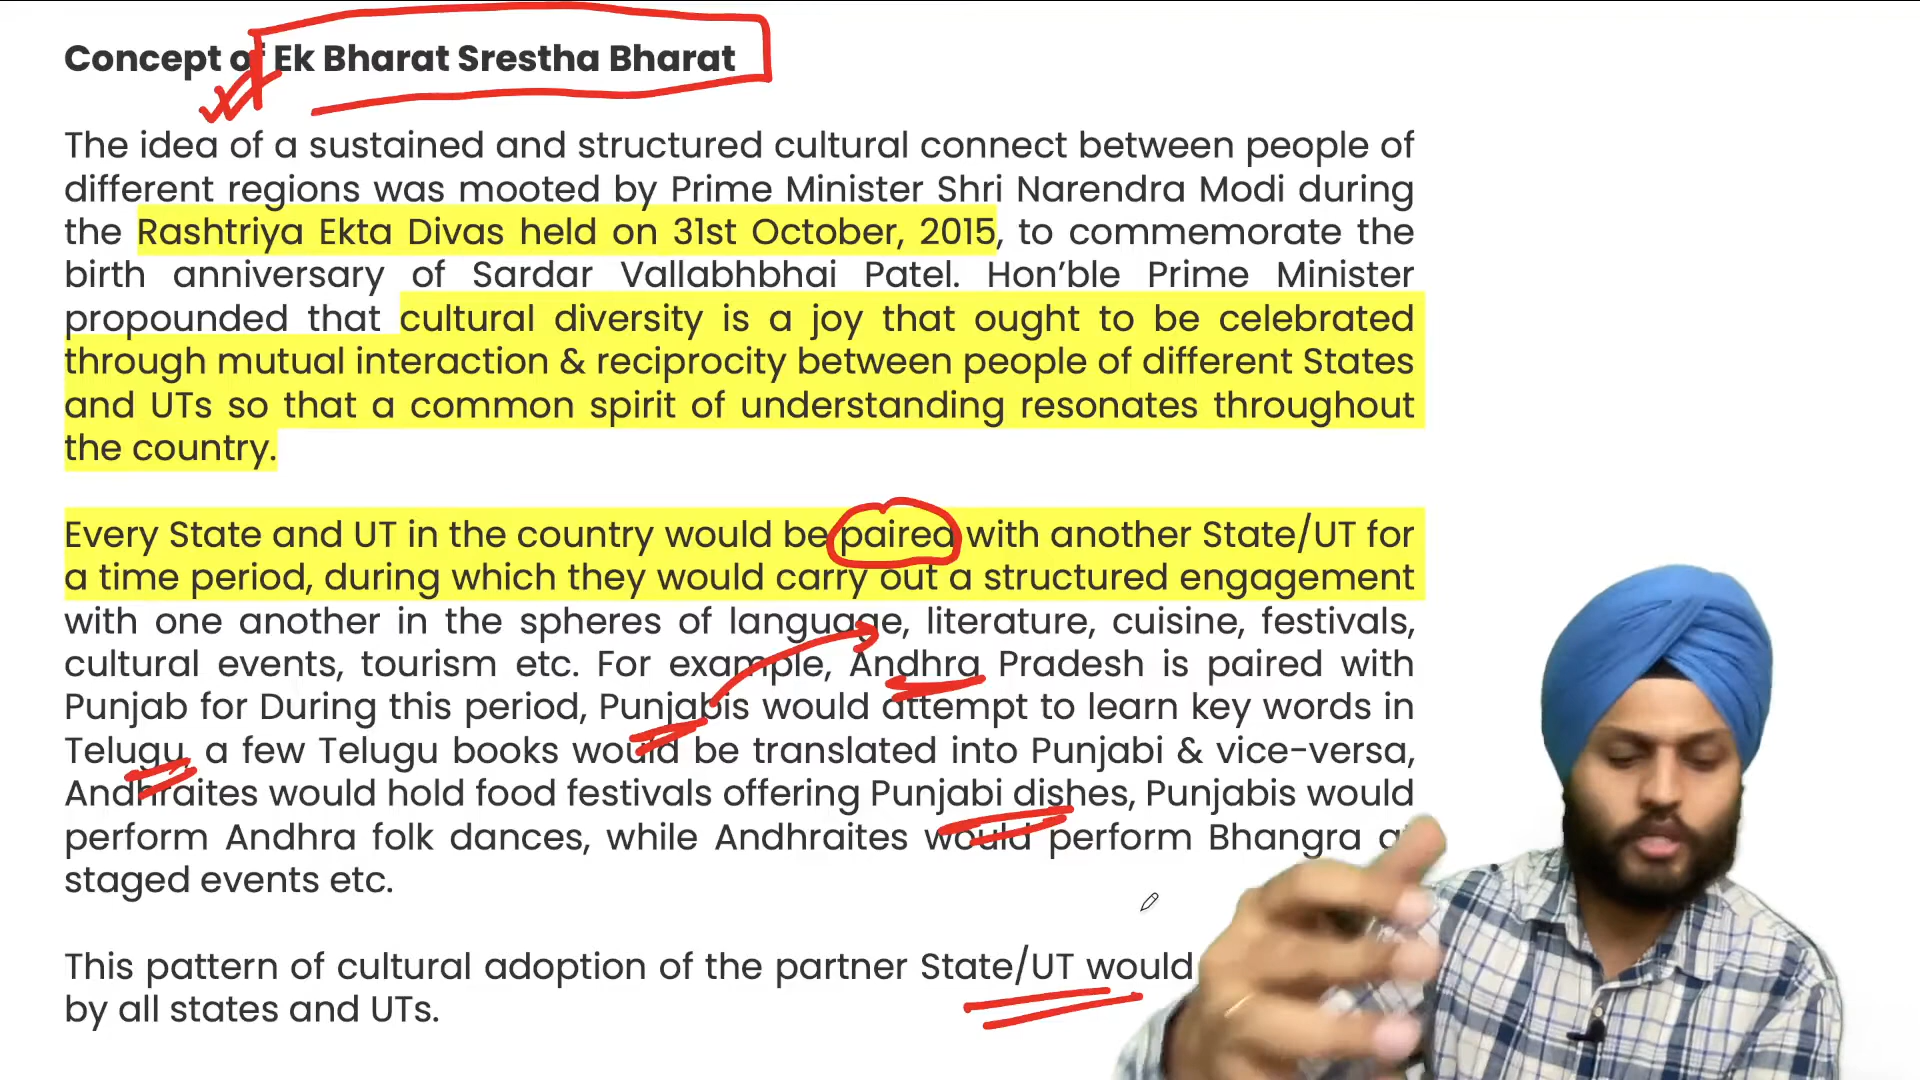 Concept of Ek Bharat Srestha Bharat
The idea of a sustained and structured cultural connect between people of
different regions was mooted by Prime Minister Shri Narendra Modi during
the Rashtriya Ekta Divas held on 31st October, 2015, to commemorate the
birth anniversary of Sardar Vallabhbhai Patel. Hon’ble Prime Minister
propounded that cultural diversity is a joy that ought to be celebrated
through mutual interaction & reciprocity between people of different States
and UTs so that a common spirit of understanding resonates throughout
the country.
Every State and UT in the country would be paired with another State/UT for
a time period, during which they would carry out a structured engagement
with one another in the spheres of language, literature, cuisine, festivals,
cultural events, tourism etc. For example, Andhra Pradesh is paired with
Punjab for During this period, Punjabis would attempt to learn key words in
Telugu, a few Telugu books would be translated into Punjabi & vice-versa,
Andhraites would hold food festivals offering Punjabi dishes, Punjabis would
perform Andhra folk dances, while Andhraites would perform Bhangra
staged events etc.
This pattern of cultural adoption of the partner State/UT would
by all states and UTs.